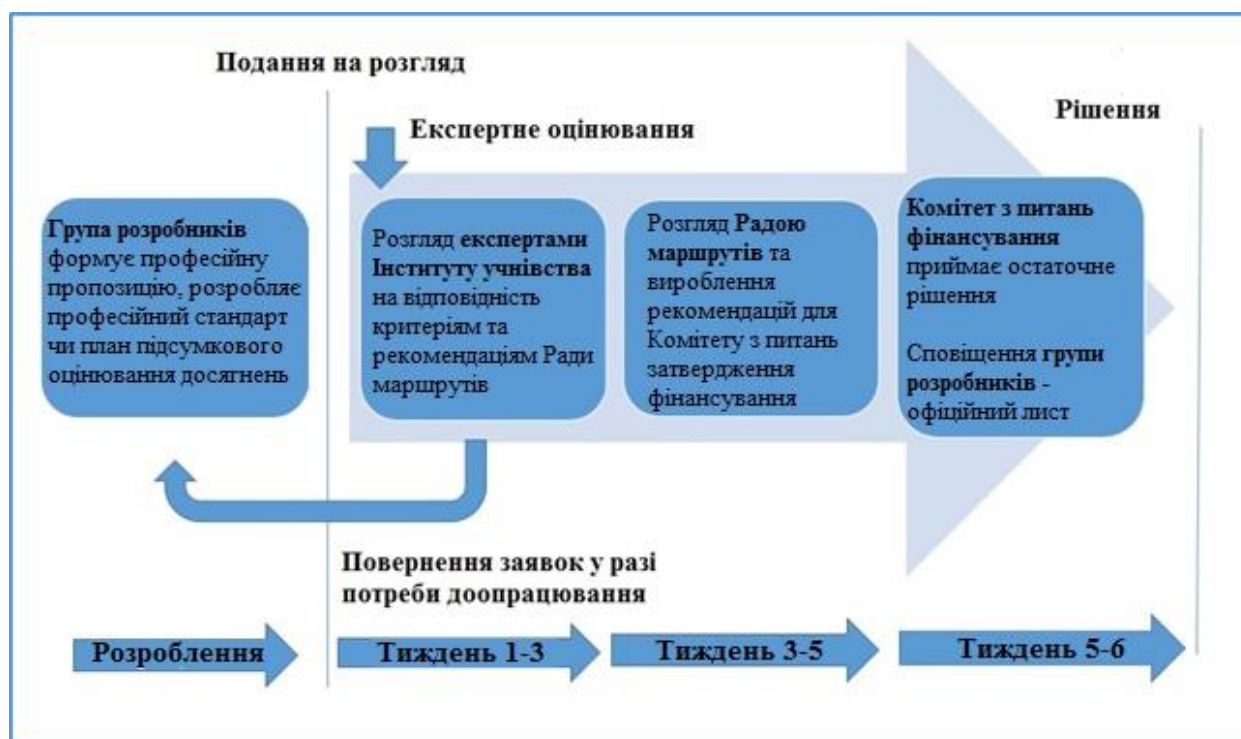 Подання на розгляд
Експертне оцінювання
Рішення
Група розробників
формує професійну
пропозицію, розробляє
професійний стандарт
чи план підсумкового
оцінювання досягнень
Розгляд експертами
Інституту учнівства
на відповідність
критеріям та
рекомендаціям Ради
маршрутів
Розгляд Радою
маршрутів та
вироблення
рекомендацій для
Комітету з питань
затвердження
фінансування
Комітет з питань
фінансування
приймає остаточне
рішення
Сповіщення групи
розробників -
офіційний лист
Повернення заявок у разі
потреби доопрацювання
Розроблення
Тиждень 1-3
Тиждень 3-5
Тиждень 5-6